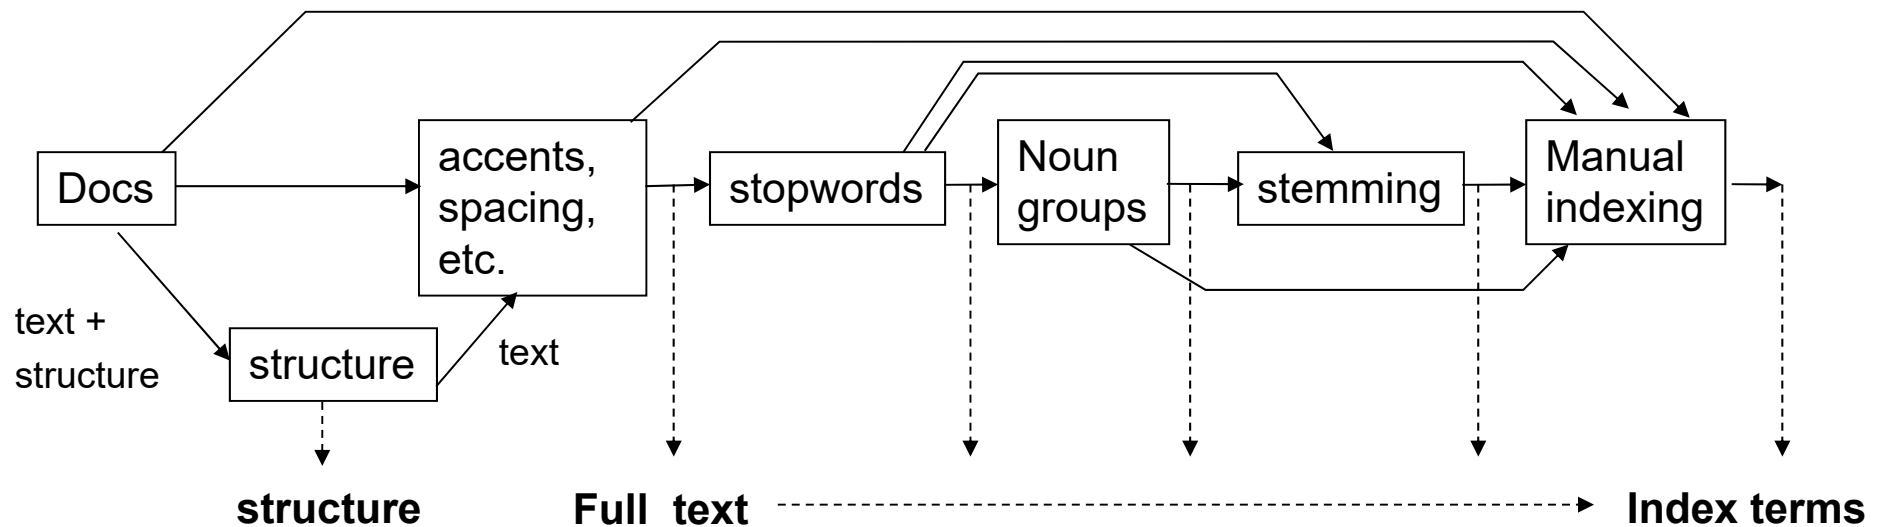 Docs
accents,
spacing,
etc.
stopwords
Noun
groups
stemming
Manual
indexing
text +
structure
structure
text
structure
Full text
Index terms